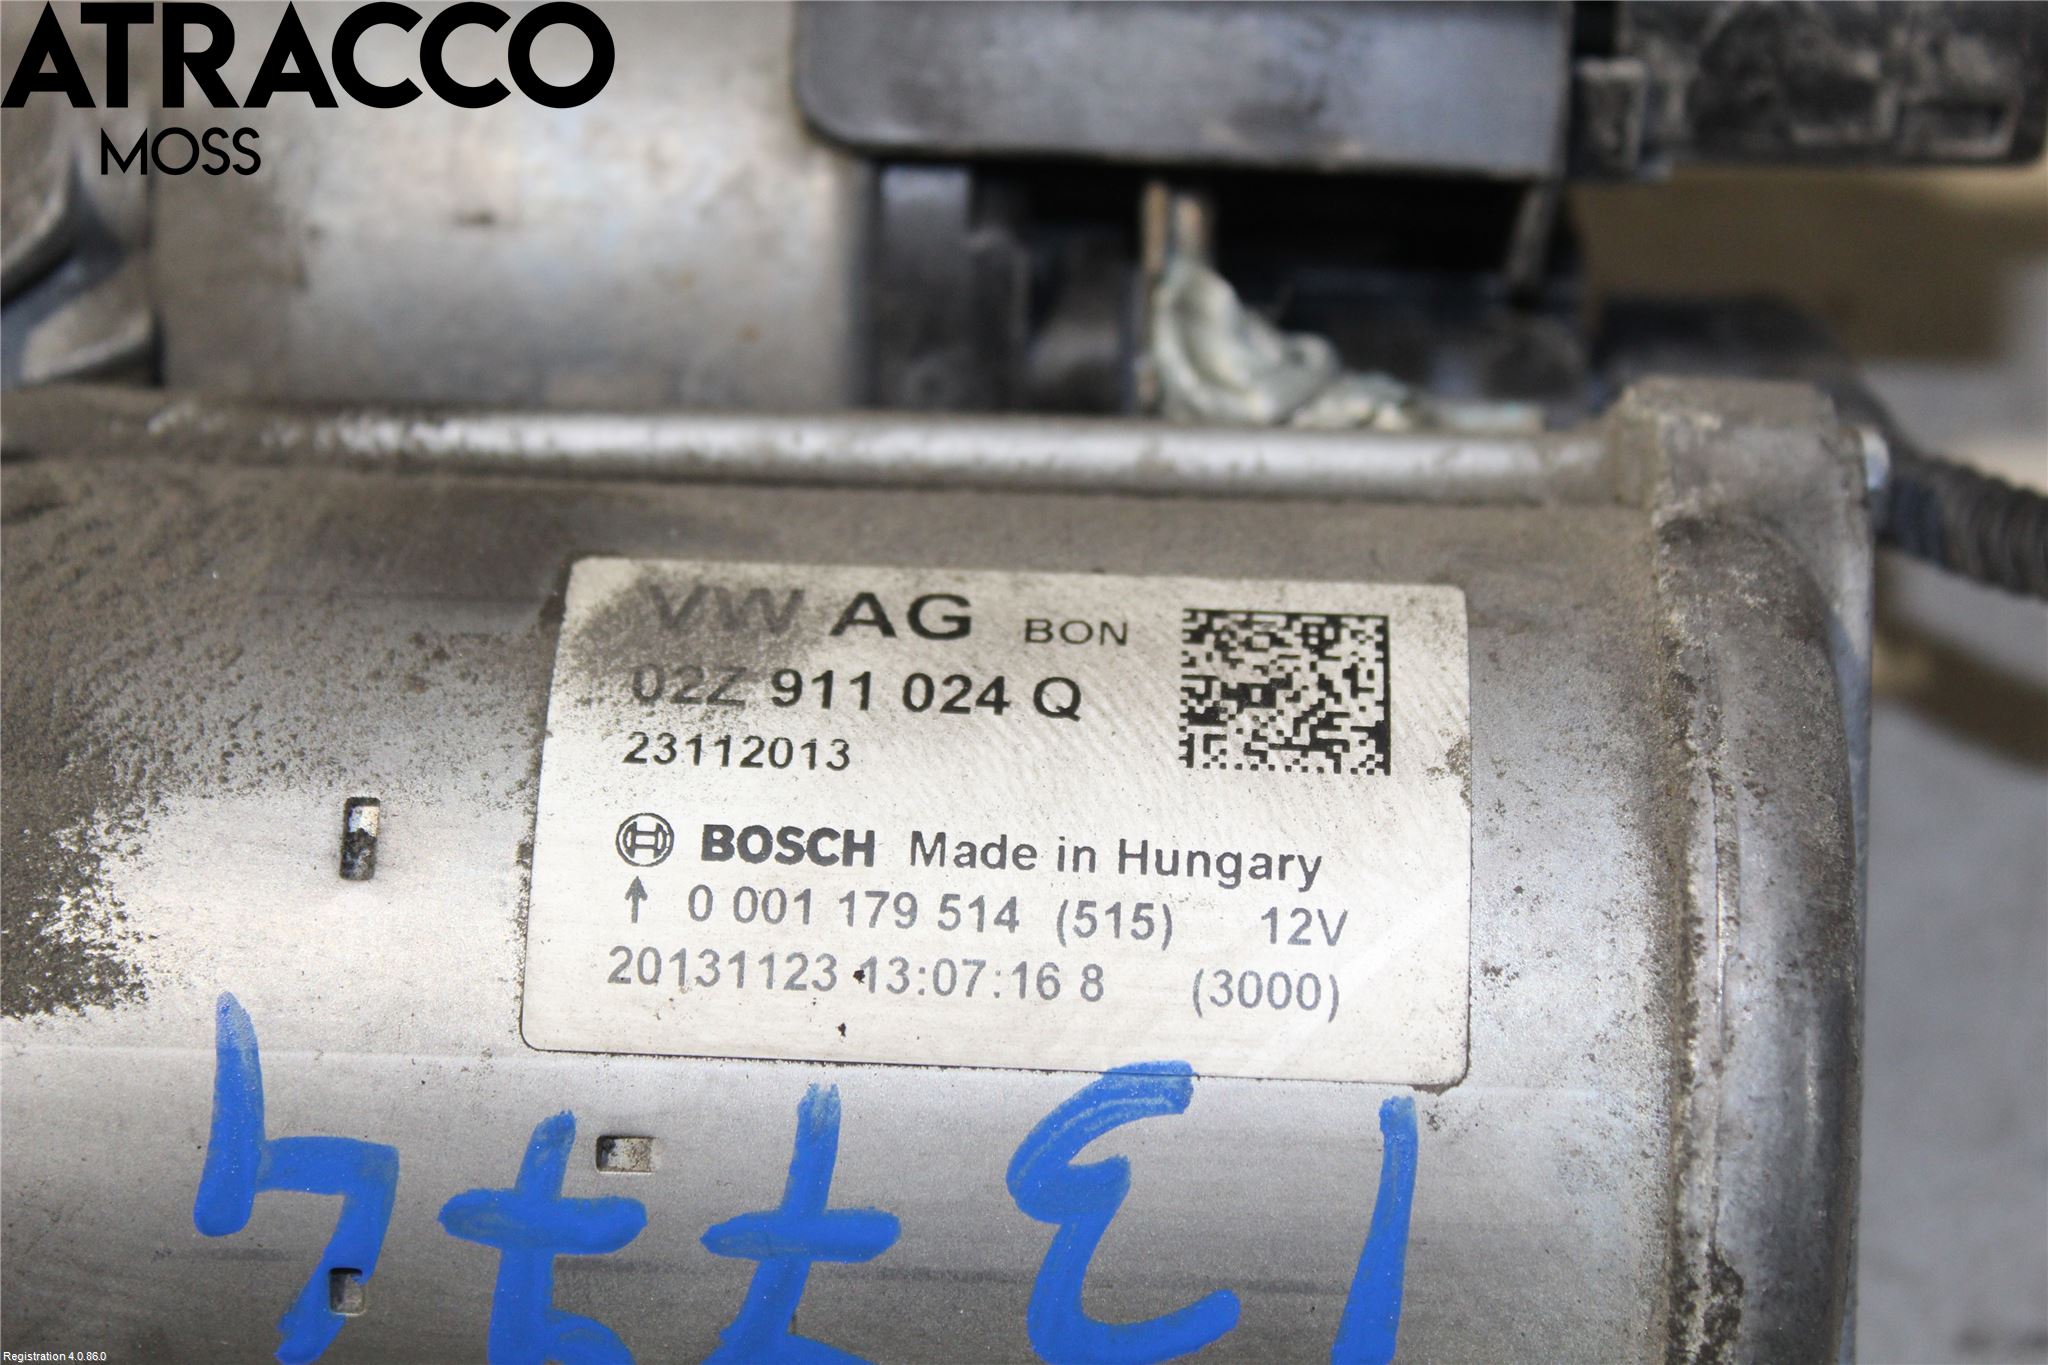 ATRACCO
MOSS
VW AG BON
02Z 911 024 Q
23112013
BOSCH Made in Hungary
↑ 0 001 179 514 (515) 12V
20131123 13:07:16 8 (3000)
13774
Registration 4.0.86.0